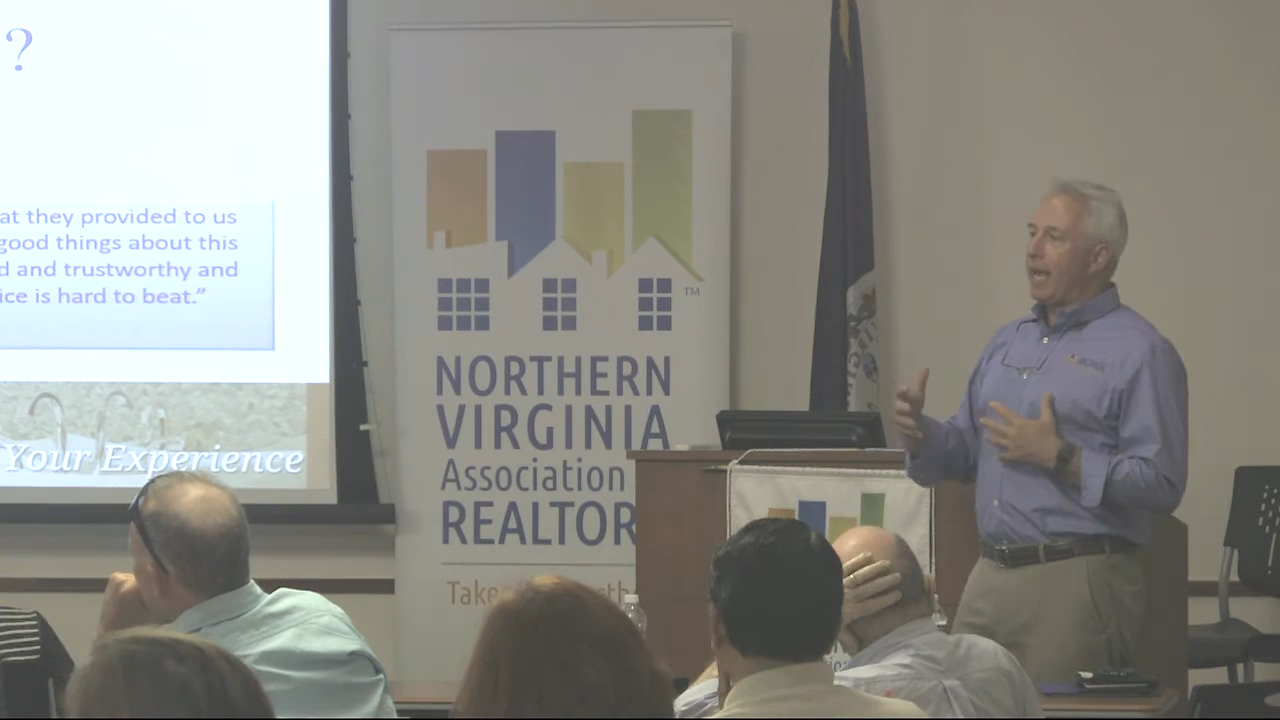 ?
at they provided to us
good things about this
d and trustworthy and
ice is hard to beat.”
Your Experience
TM
NORTHERN
VIRGINIA
Association
REALTOR
Take